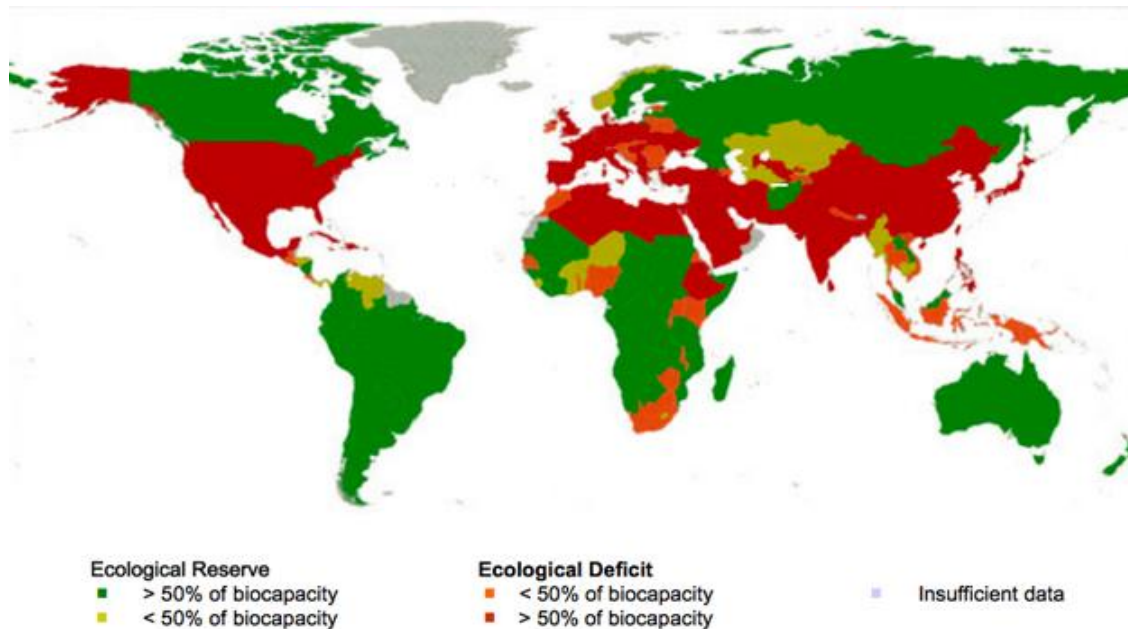 Ecological Reserve
> 50% of biocapacity
< 50% of biocapacity
Ecological Deficit
< 50% of biocapacity
> 50% of biocapacity
Insufficient data